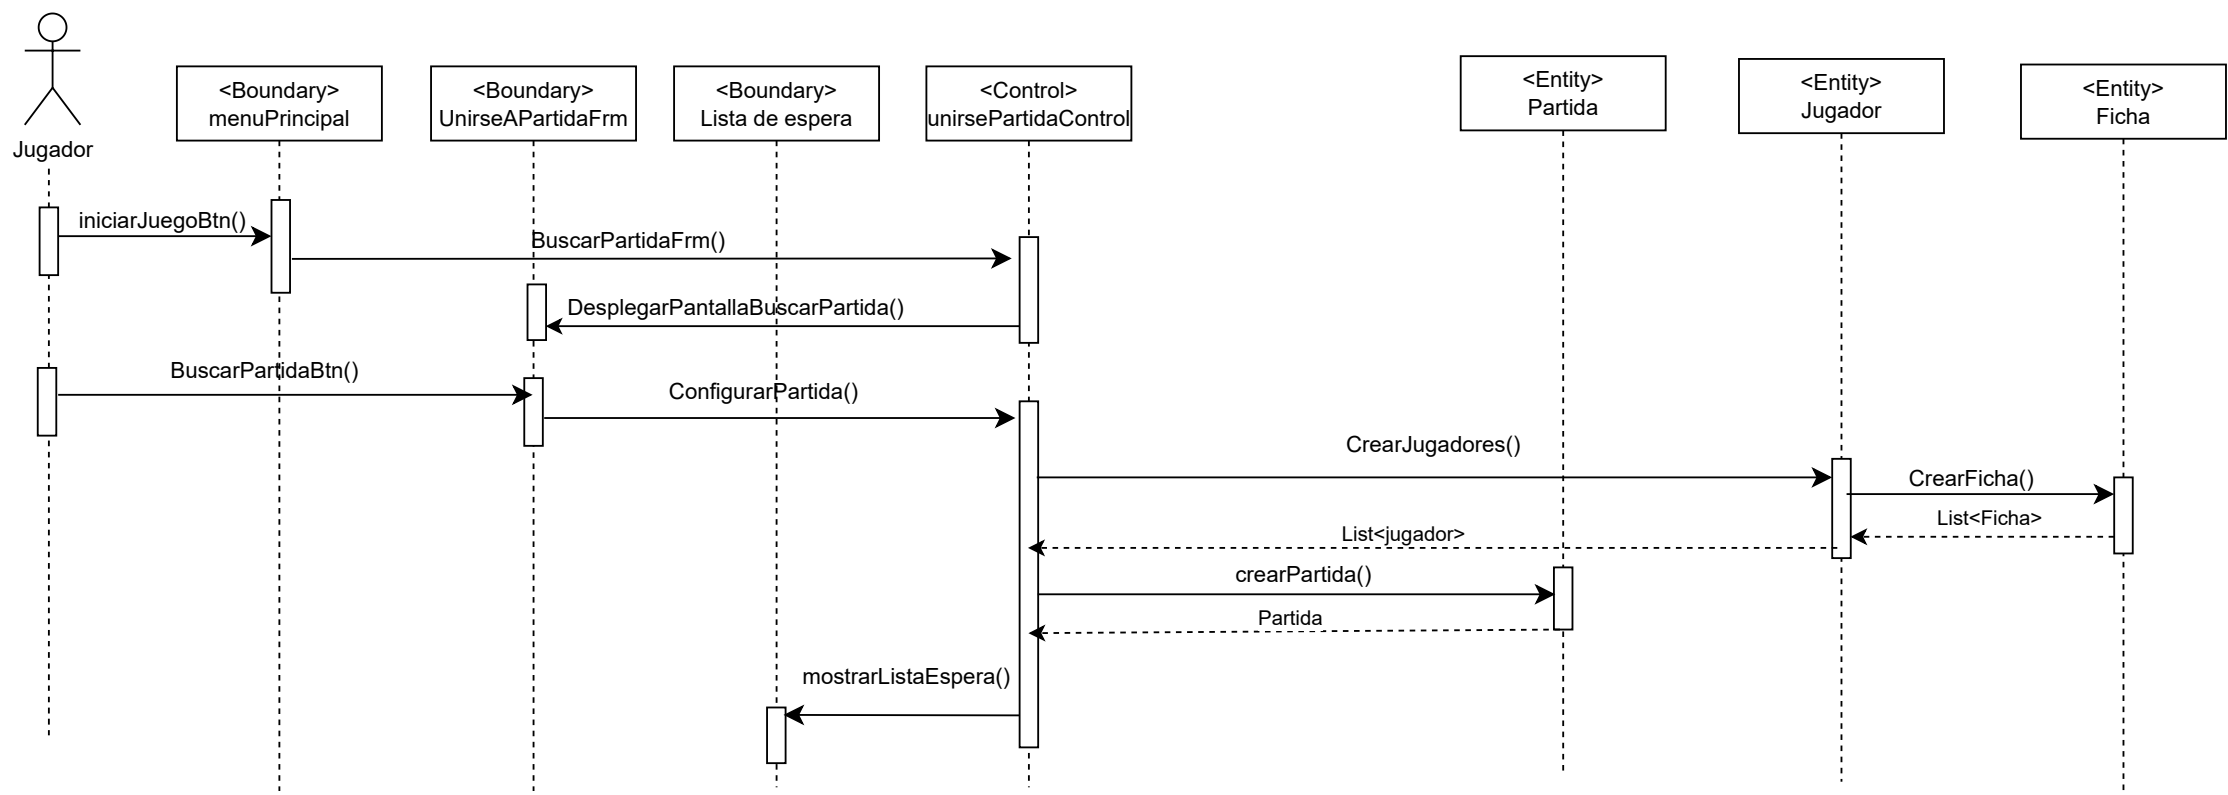 Jugador
<Boundary>
menuPrincipal
<Boundary>
UnirseAPartidaFrm
<Boundary>
Lista de espera
<Control>
unirsePartidaControl
<Entity>
Partida
<Entity>
Jugador
<Entity>
Ficha
iniciarJuegoBtn()
BuscarPartidaFrm()
DesplegarPantallaBuscarPartida()
BuscarPartidaBtn()
ConfigurarPartida()
CrearJugadores()
CrearFicha()
List<Ficha>
List<jugador>
crearPartida()
Partida
mostrarListaEspera()